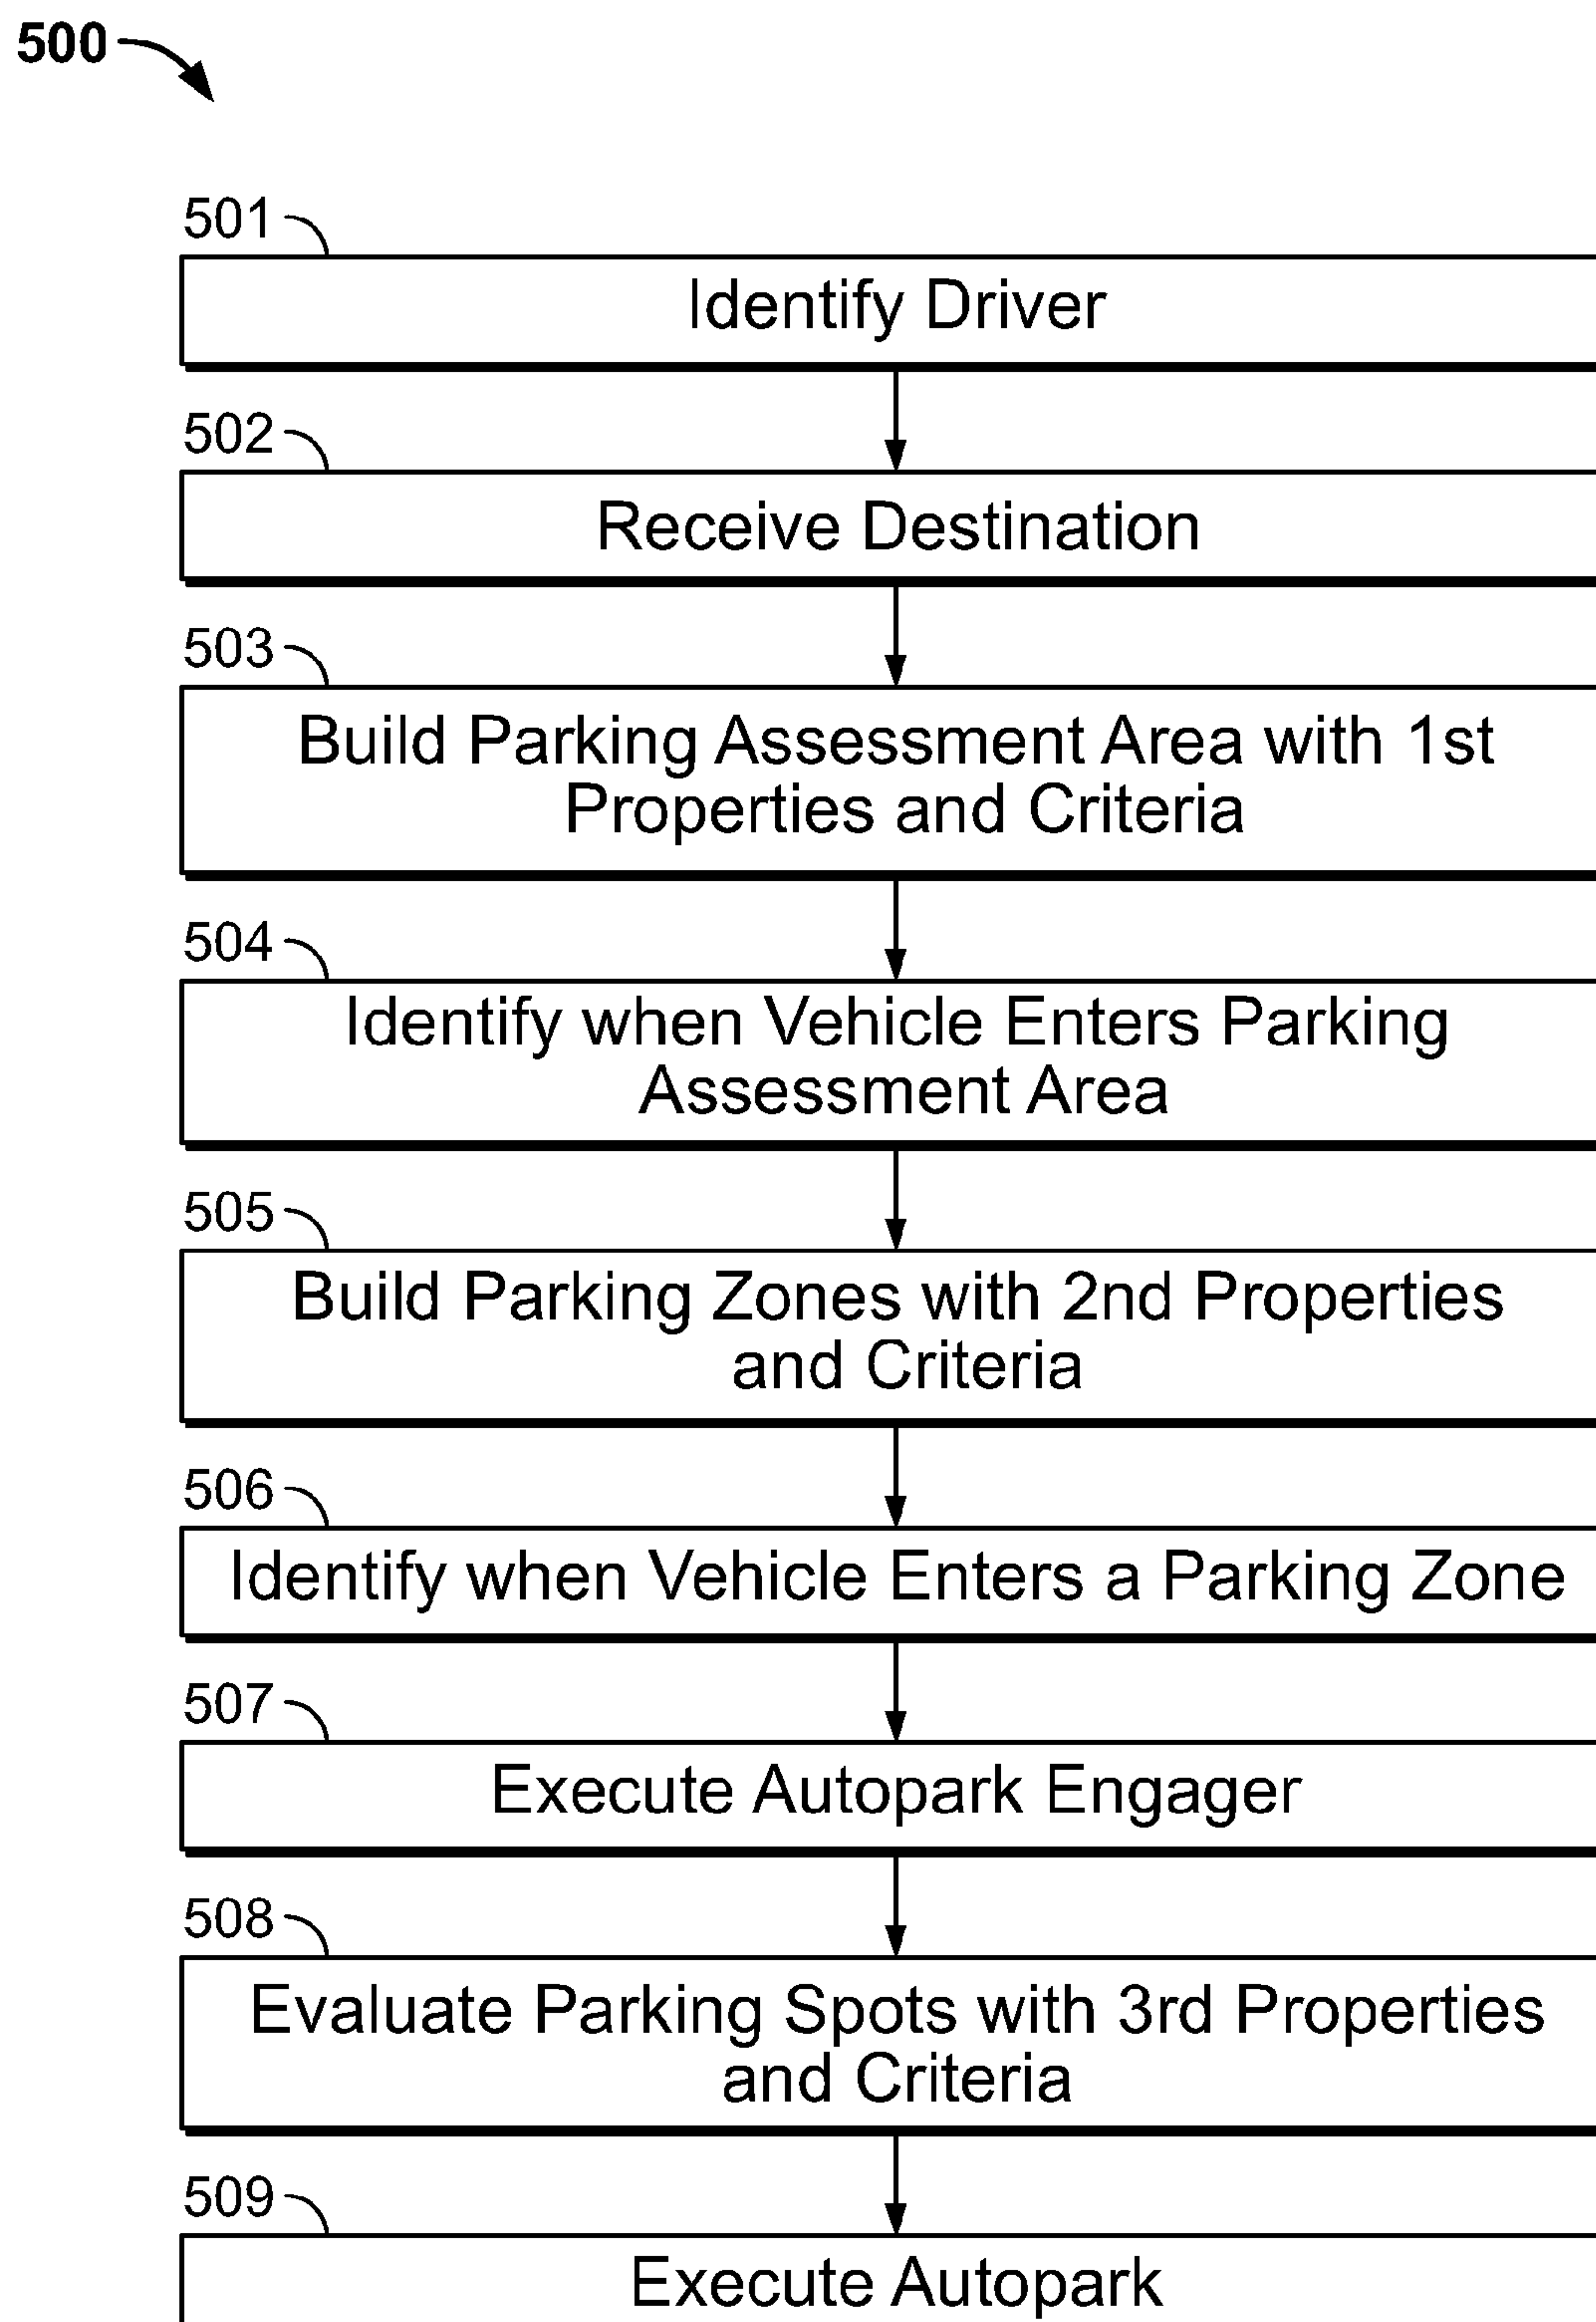 500
501
Identify Driver
502
Receive Destination
503
Build Parking Assessment Area with 1st
Properties and Criteria
504
Identify when Vehicle Enters Parking
Assessment Area
505
Build Parking Zones with 2nd Properties
and Criteria
506
Identify when Vehicle Enters a Parking Zone
507
Execute Autopark Engager
508
Evaluate Parking Spots with 3rd Properties
and Criteria
509
Execute Autopark